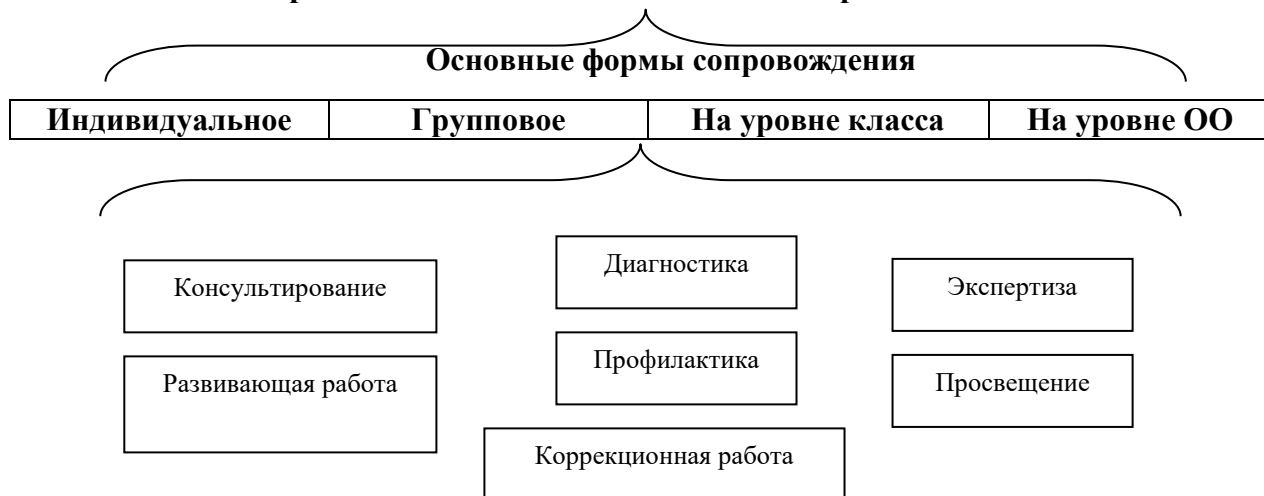 Основные формы сопровождения
Индивидуальное Групповое На уровне класса На уровне ОО
Консультирование
Диагностика
Экспертиза
Развивающая работа
Профилактика
Просвещение
Коррекционная работа